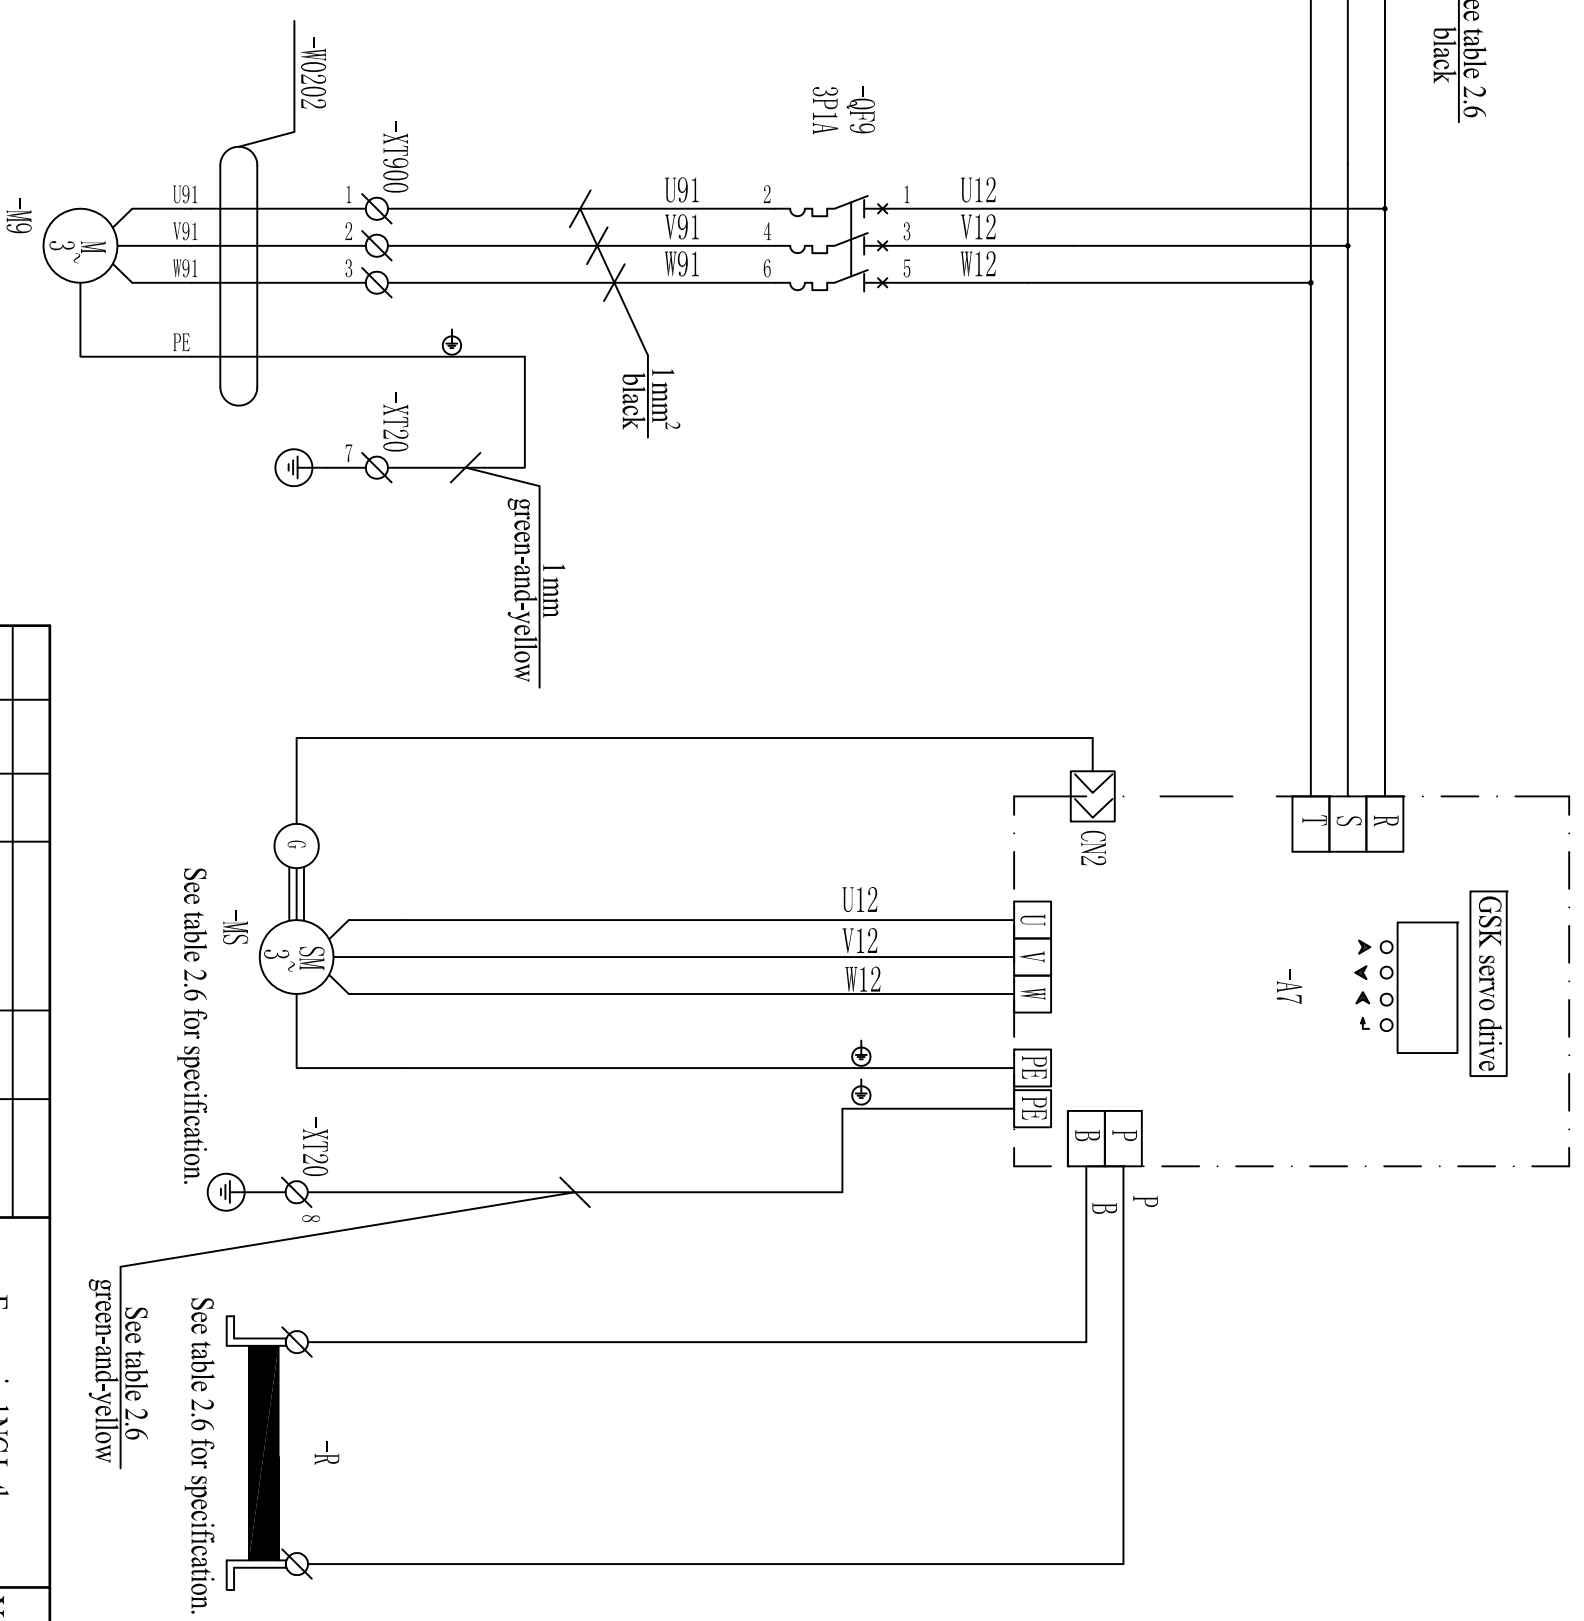 See table 2.6
black
-W0202
-XT900
-QF9
3P1A
U91
V91
W91
PE
1
2
3
U91
V91
W91
2
4
6
1
3
5
U12
V12
W12
-M9
M
3~
1mm²
black
-XT20
7
1mm
green-and-yellow
CN2
R
S
T
GSK servo drive
-A7
U
V
W
PE
PE
P
B
P
B
U12
V12
W12
G
SM
3~
-MS
See table 2.6 for specification.
-XT20
8
See table 2.6
green-and-yellow
-R
See table 2.6 for specification.